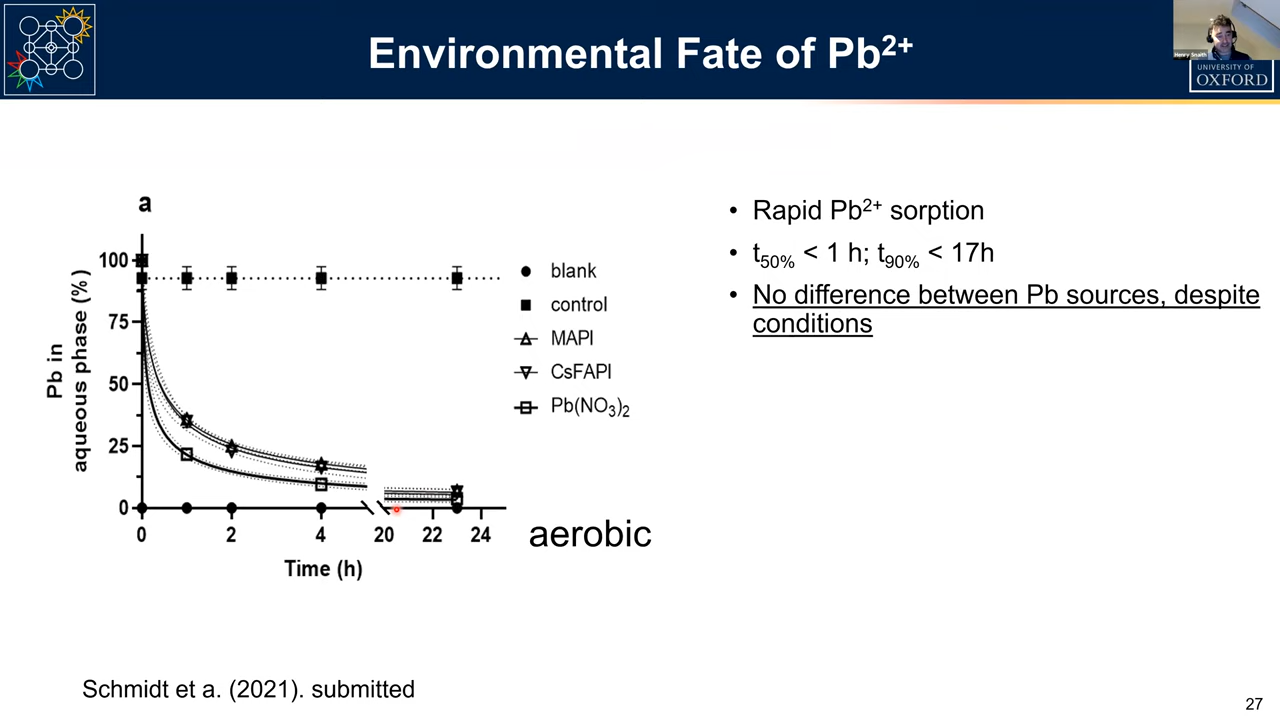 Environmental Fate of Pb2+
Henry Snaith
UNIVERSITY OF
OXFORD
a
100
75
50
25
0
Pb in
aqueous phase (%)
0 2 4 20 22 24
Time (h)
blank
control
MAPI
CsFAPI
Pb(NO3)2
aerobic
• Rapid Pb2+ sorption
• t50% < 1 h; t90% < 17h
• No difference between Pb sources, despite
conditions
Schmidt et a. (2021). submitted
27